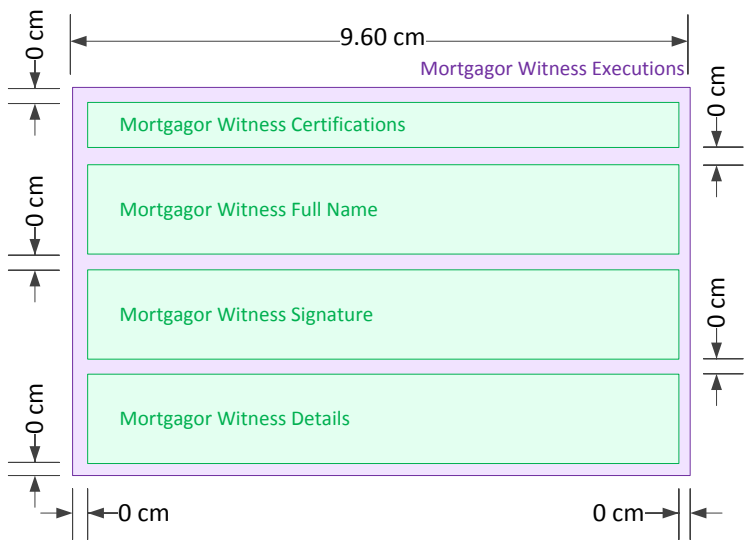 9.60 cm
0 cm
Mortgagor Witness Executions
0 cm
Mortgagor Witness Certifications
0 cm
Mortgagor Witness Full Name
0 cm
Mortgagor Witness Signature
0 cm
Mortgagor Witness Details
0 cm
0 cm